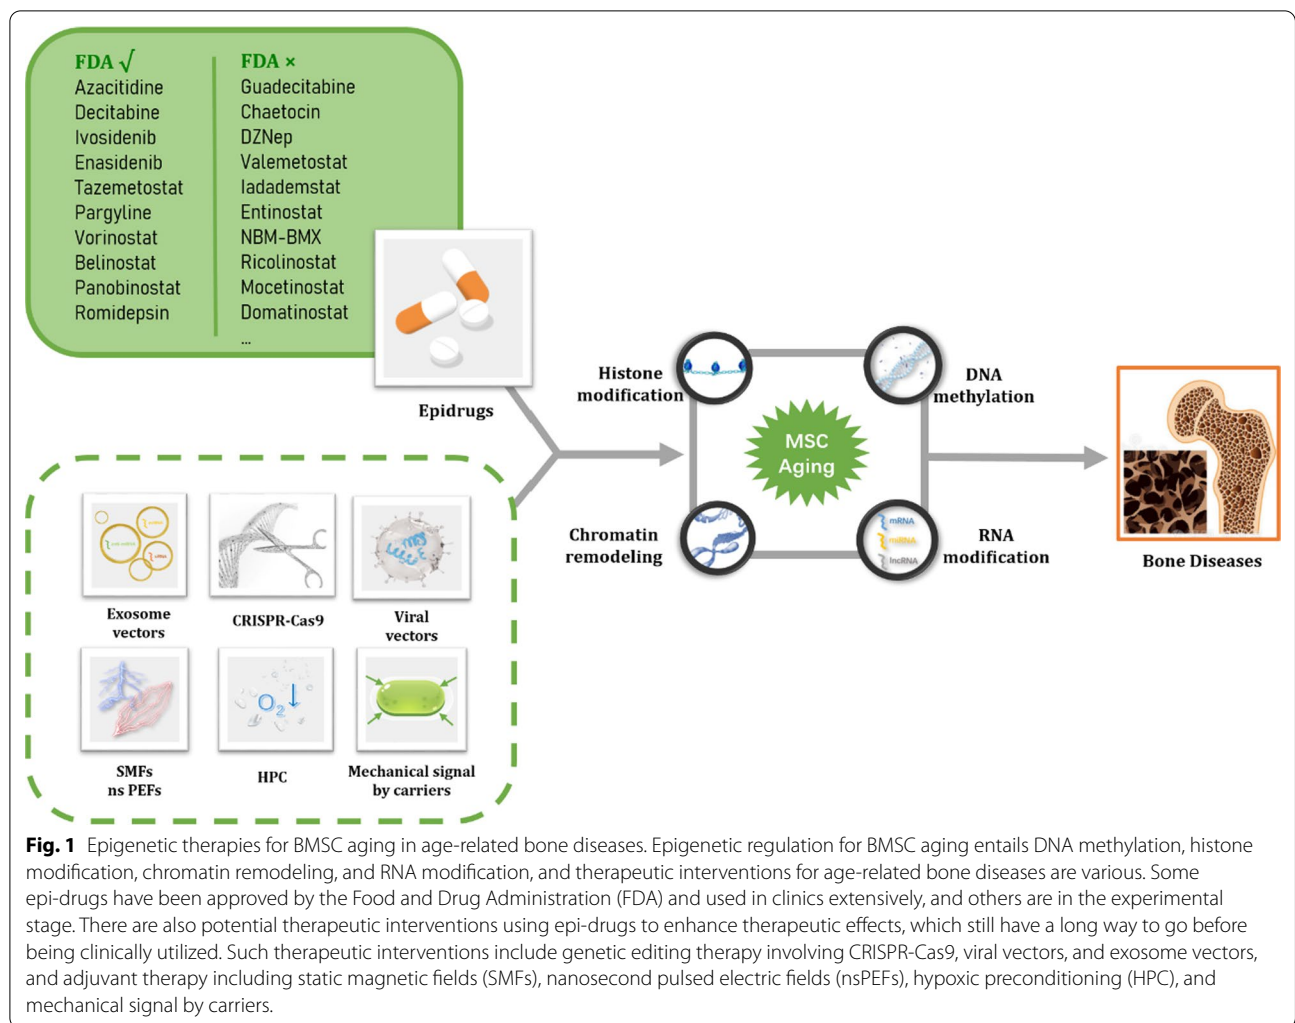 FDA √
Azacitidine
Decitabine
Ivosidenib
Enasidenib
Tazemetostat
Pargyline
Vorinostat
Belinostat
Panobinostat
Romidepsin
FDA ×
Guadecitabine
Chaetocin
DZNep
Valemetostat
Iadademstat
Entinostat
NBM-BMX
Ricolinostat
Mocetinostat
Domatinostat
...
Epidrugs
Exosome
vectors
CRISPR-Cas9
Viral
vectors
SMFs
ns PEFs
O2
HPC
Mechanical signal
by carriers
Histone
modification
DNA
methylation
MSC
Aging
Chromatin
remodeling
mRNA
miRNA
lncRNA
RNA
modification
Bone Diseases
Fig. 1 Epigenetic therapies for BMSC aging in age-related bone diseases. Epigenetic regulation for BMSC aging entails DNA methylation, histone
modification, chromatin remodeling, and RNA modification, and therapeutic interventions for age-related bone diseases are various. Some
epi-drugs have been approved by the Food and Drug Administration (FDA) and used in clinics extensively, and others are in the experimental
stage. There are also potential therapeutic interventions using epi-drugs to enhance therapeutic effects, which still have a long way to go before
being clinically utilized. Such therapeutic interventions include genetic editing therapy involving CRISPR-Cas9, viral vectors, and exosome vectors,
and adjuvant therapy including static magnetic fields (SMFs), nanosecond pulsed electric fields (nsPEFs), hypoxic preconditioning (HPC), and
mechanical signal by carriers.